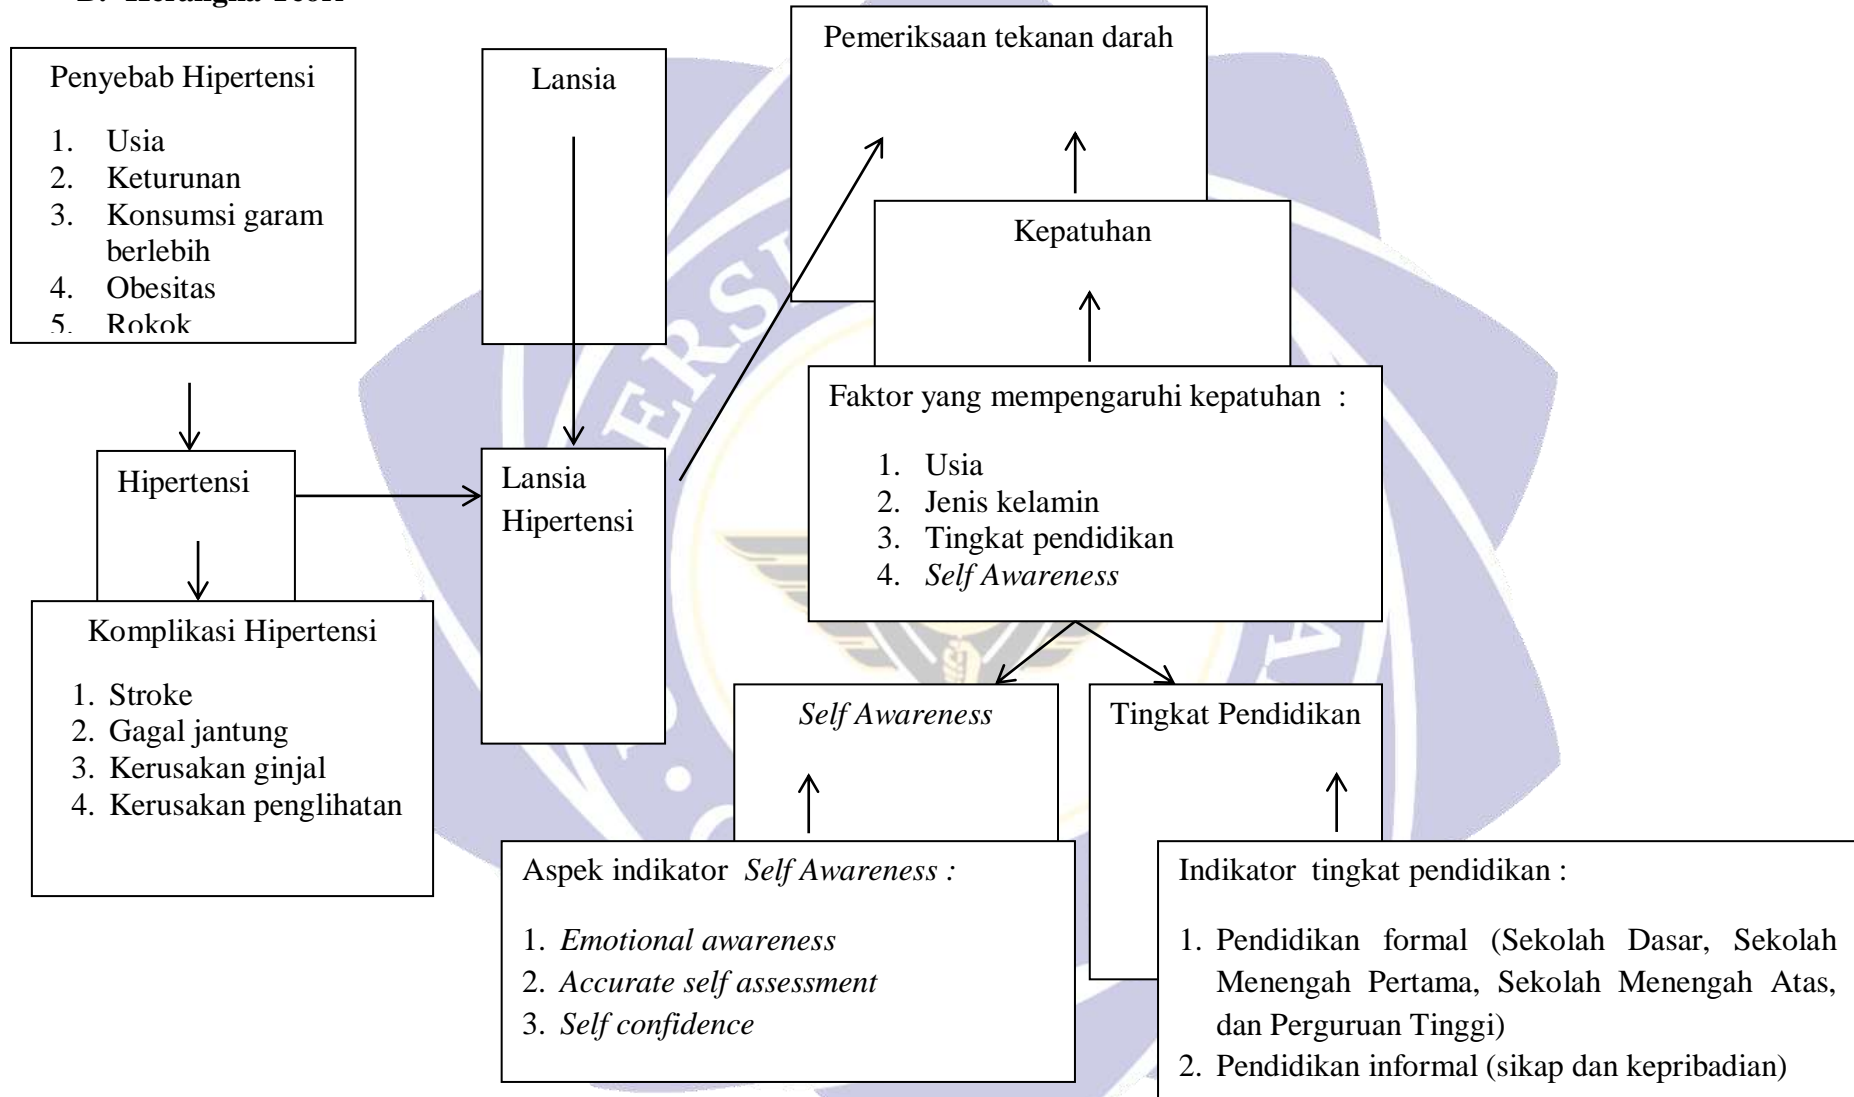 B. Kerangka Teori
Penyebab Hipertensi
1. Usia
2. Keturunan
3. Konsumsi garam
berlebih
4. Obesitas
5. Rokok
Lansia
Pemeriksaan tekanan darah
Kepatuhan
Faktor yang mempengaruhi kepatuhan :
1. Usia
2. Jenis kelamin
3. Tingkat pendidikan
4. Self Awareness
Hipertensi
Lansia
Hipertensi
Komplikasi Hipertensi
1. Stroke
2. Gagal jantung
3. Kerusakan ginjal
4. Kerusakan penglihatan
Self Awareness
Tingkat Pendidikan
Aspek indikator Self Awareness :
1. Emotional awareness
2. Accurate self assessment
3. Self confidence
Indikator tingkat pendidikan :
1. Pendidikan formal (Sekolah Dasar, Sekolah
Menengah Pertama, Sekolah Menengah Atas,
dan Perguruan Tinggi)
2. Pendidikan informal (sikap dan kepribadian)